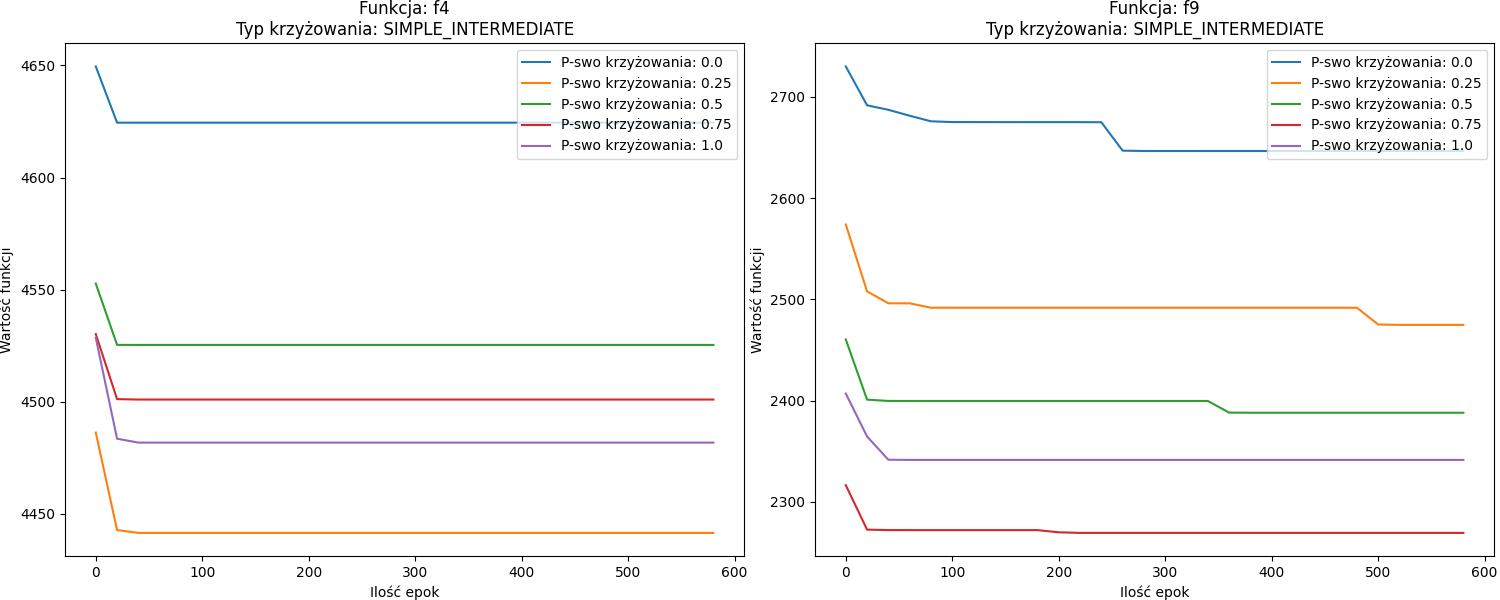 Funkcja: f4
Typ krzyżowania: SIMPLE_INTERMEDIATE
4650
4600
4550
4500
4450
Wartość funkcji
P-swo krzyżowania: 0.0
P-swo krzyżowania: 0.25
P-swo krzyżowania: 0.5
P-swo krzyżowania: 0.75
P-swo krzyżowania: 1.0
0 100 200 300 400 500 600
Ilość epok
Funkcja: f9
Typ krzyżowania: SIMPLE_INTERMEDIATE
2700
2600
2500
2400
2300
Wartość funkcji
P-swo krzyżowania: 0.0
P-swo krzyżowania: 0.25
P-swo krzyżowania: 0.5
P-swo krzyżowania: 0.75
P-swo krzyżowania: 1.0
0 100 200 300 400 500 600
Ilość epok